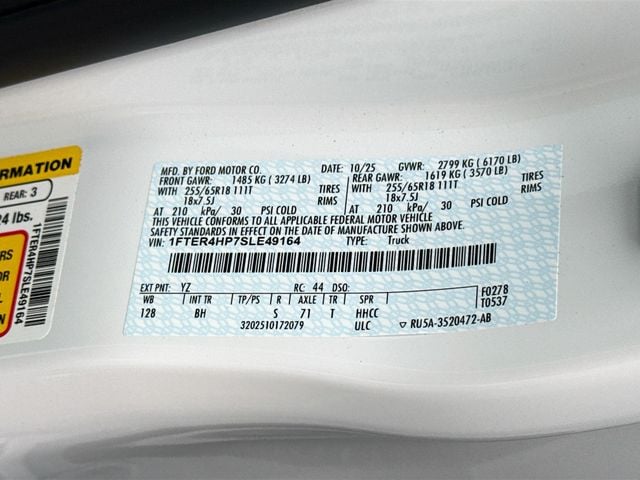 FORMATION
REAR: 3
24 lbs.
1FTER4HP7SLE49164
MFD. BY FORD MOTOR CO.
DATE: 10/25 GVWR: 2799 KG ( 6170 LB)
FRONT GAWR: 1485 KG ( 3274 LB)
REAR GAWR: 1619 KG ( 3570 LB)
WITH 255/65R18 111T TIRES
WITH 255/65R18 111T TIRES
18x7.5J RIMS
18x7.5J RIMS
AT 210 kPa/ 30 PSI COLD
AT 210 kPa/ 30 PSI COLD
THIS VEHICLE CONFORMS TO ALL APPLICABLE FEDERAL MOTOR VEHICLE
SAFETY STANDARDS IN EFFECT ON THE DATE OF MANUFACTURE SHOWN ABOVE.
VIN: 1FTER4HP7SLE49164 TYPE: Truck
EXT PNT: YZ RC: 44 DSO:
WB INT TR TP/PS R AXLE TR SPR
128 BH S 71 T HHCC
3202510172079 ULC
F0278
T0537
RU5A-3520472-AB